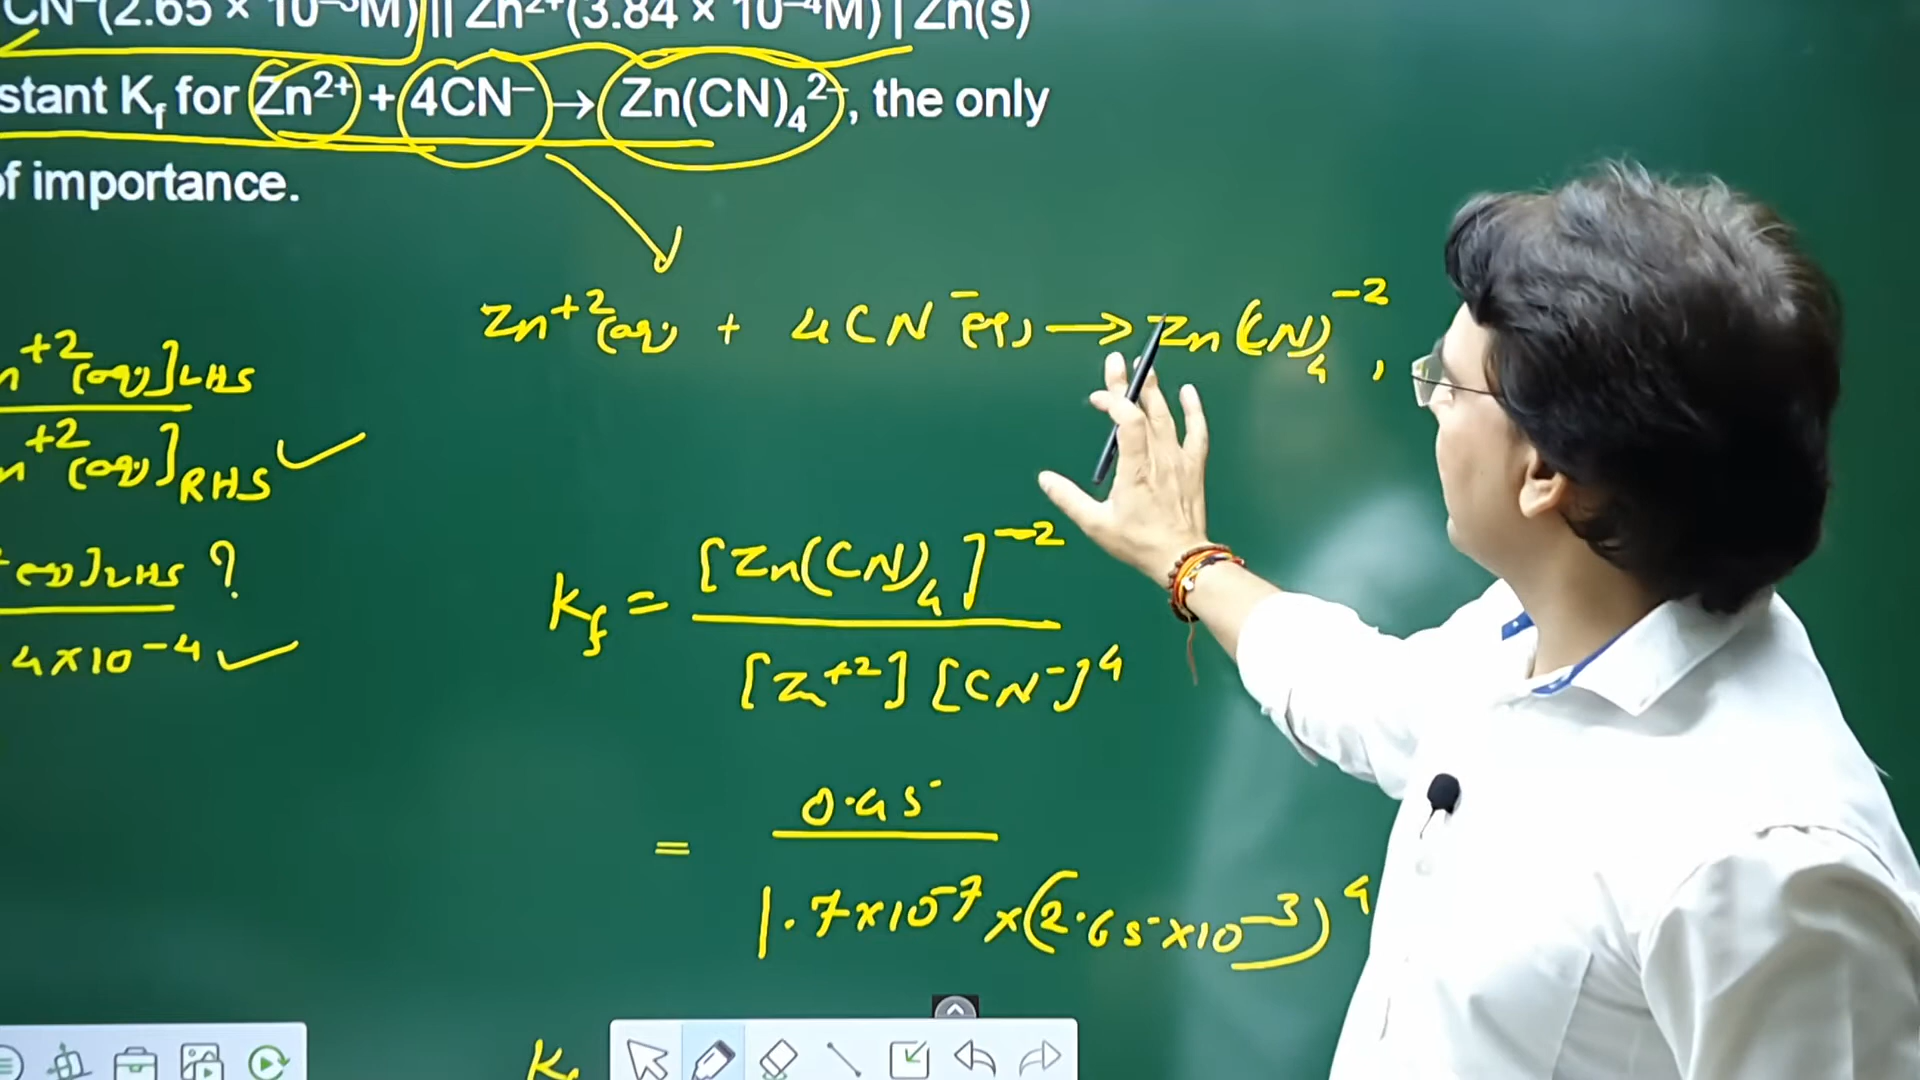 CN⁻(2.65 × 10⁻³M) || Zn²⁺(3.84 × 10⁻⁴M) | Zn(s)
stant K_f for Zn²⁺ + 4CN⁻ → Zn(CN)₄²⁻, the only
of importance.
Zn⁺²(aq) + 4CN⁻(aq) → Zn(CN)₄⁻²,
n⁺²(aq)]LHS
n⁺²(aq)]RHS
(aq)]LHS ?
4×10⁻⁴
K_f = [Zn(CN)₄]⁻²
[Zn⁺²] [CN⁻]⁴
= 0.45
1.7×10⁻⁷ × (2.65×10⁻³)⁴
K